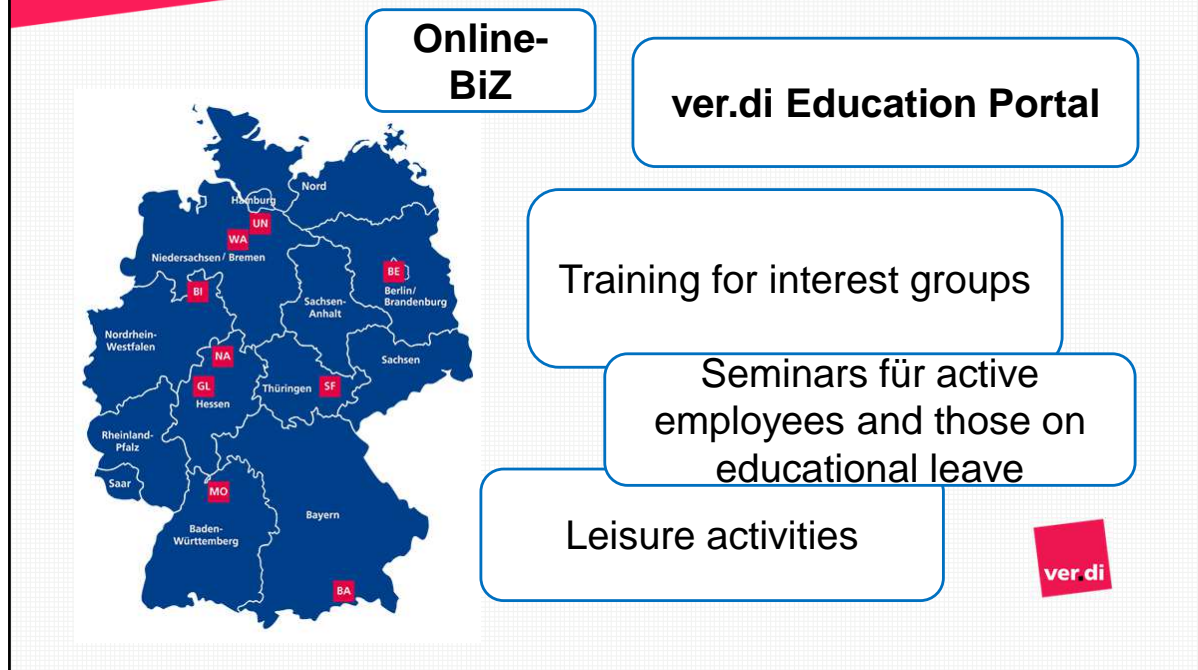 Online-
BiZ
ver.di Education Portal
Training for interest groups
Seminars für active
employees and those on
educational leave
Leisure activities
Nord
Hamburg
UN
WA
Niedersachsen/ Bremen
BE
Berlin/
Brandenburg
BI
Sachsen-
Anhalt
Nordrhein-
Westfalen
NA
Sachsen
GL
Hessen
Thüringen
SF
Rheinland-
Pfalz
Saar
MO
Baden-
Württemberg
Bayern
BA
ver.di